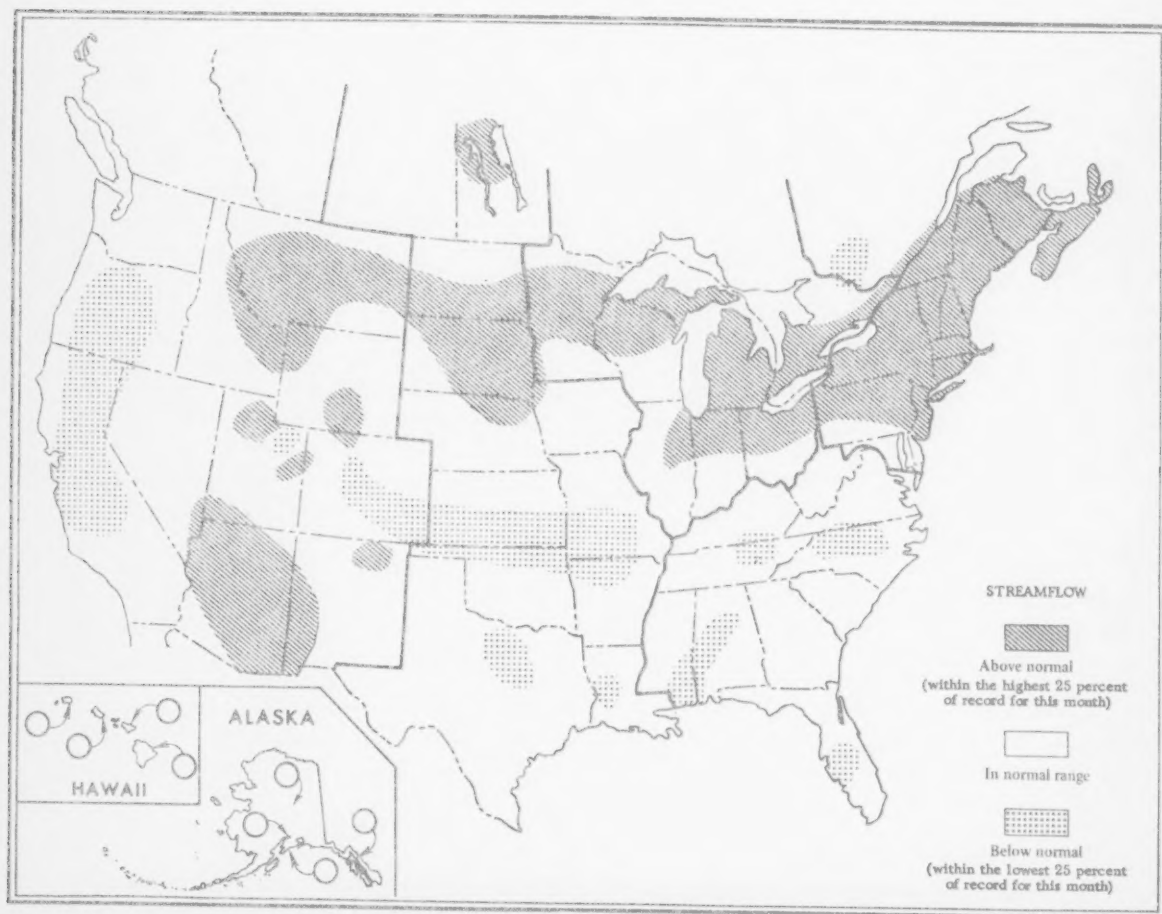 STREAMFLOW
Above normal
(within the highest 25 percent
of record for this month)
In normal range
Below normal
(within the lowest 25 percent
of record for this month)
HAWAII
ALASKA